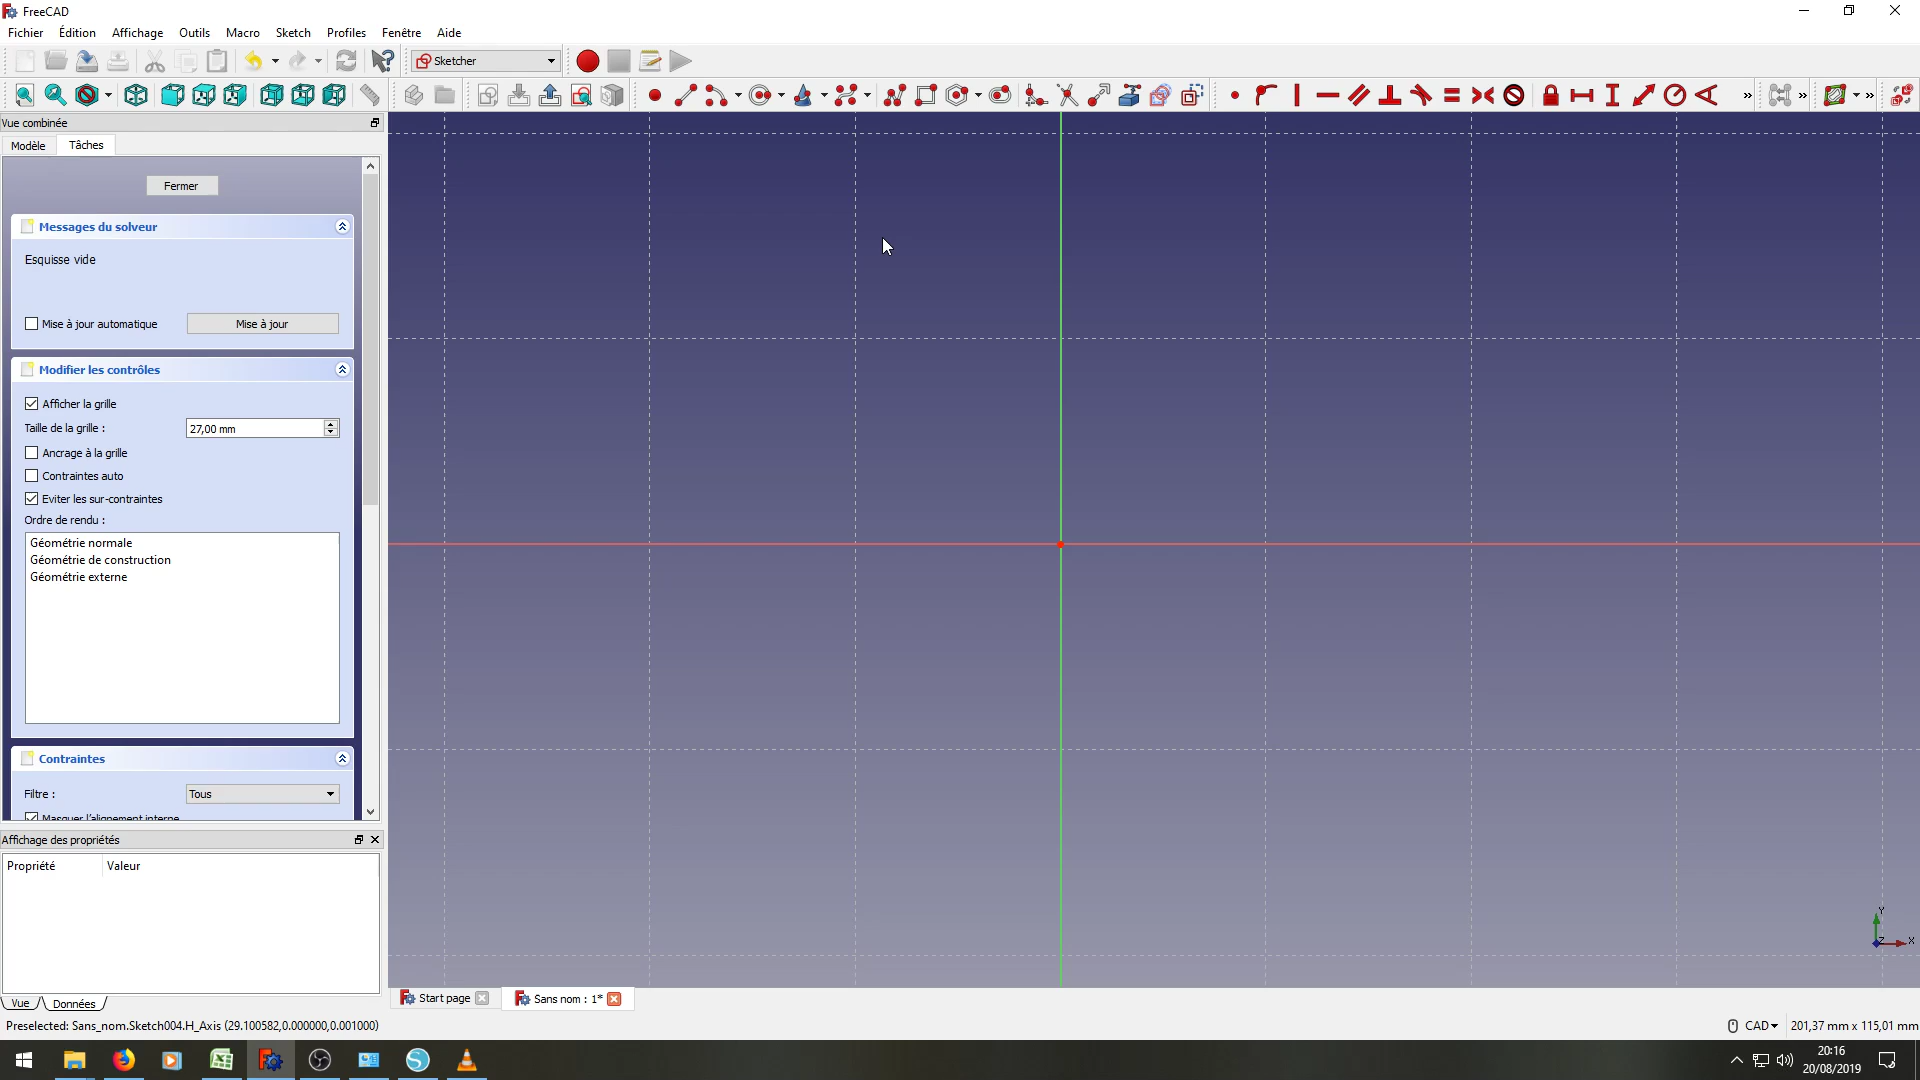 FreeCAD
Fichier Édition Affichage Outils Macro Sketch Profiles Fenêtre Aide
Sketcher
Vue combinée
Modèle Tâches
Fermer
Messages du solveur
Esquisse vide
Mise à jour automatique Mise à jour
Modifier les contrôles
Afficher la grille
Taille de la grille : 27,00 mm
Ancrage à la grille
Contraintes auto
Eviter les sur-contraintes
Ordre de rendu :
Géométrie normale
Géométrie de construction
Géométrie externe
Contraintes
Filtre : Tous
Masquer l'alignement interne
Affichage des propriétés
Propriété Valeur
Y
Z X
Vue Données
Start page Sans nom : 1*
Preselected: Sans_nom.Sketch004.H_Axis (29.100582,0.000000,0.001000)
CAD 201,37 mm x 115,01 mm
20:16
20/08/2019